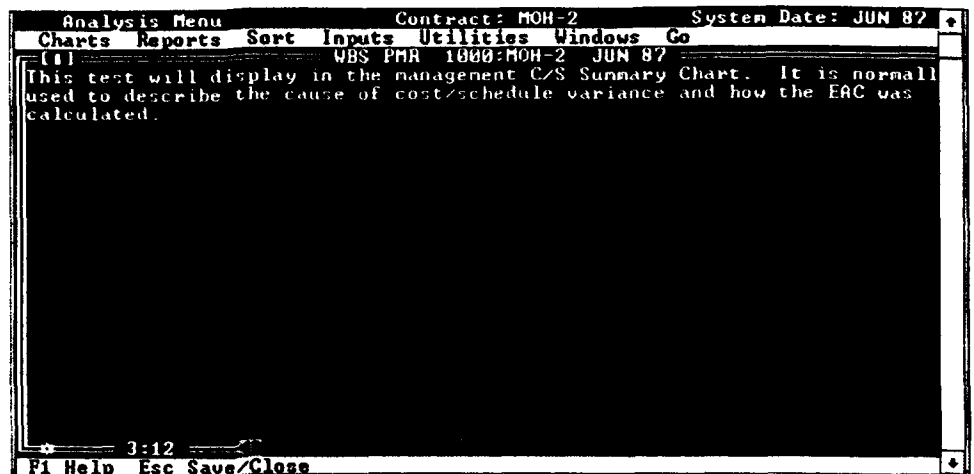 Analysis Menu Contract: MOH-2 System Date: JUN 87
Charts Reports Sort Inputs Utilities Windows Go
WBS PMR 1000:MOH-2 JUN 87
This test will display in the management C/S Summary Chart. It is normall
used to describe the cause of cost/schedule variance and how the EAC was
calculated.
3:12
F1 Help Esc Save/Close